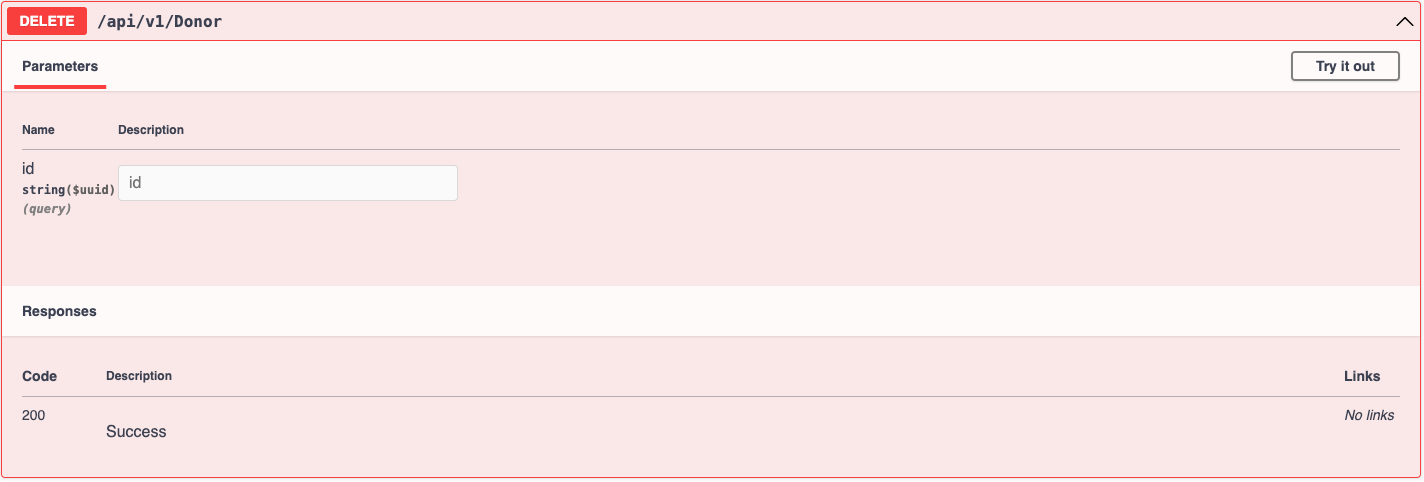 DELETE /api/v1/Donor
Parameters Try it out
Name Description
id
string($uuid) id
(query)
Responses
Code Description Links
200 No links
Success